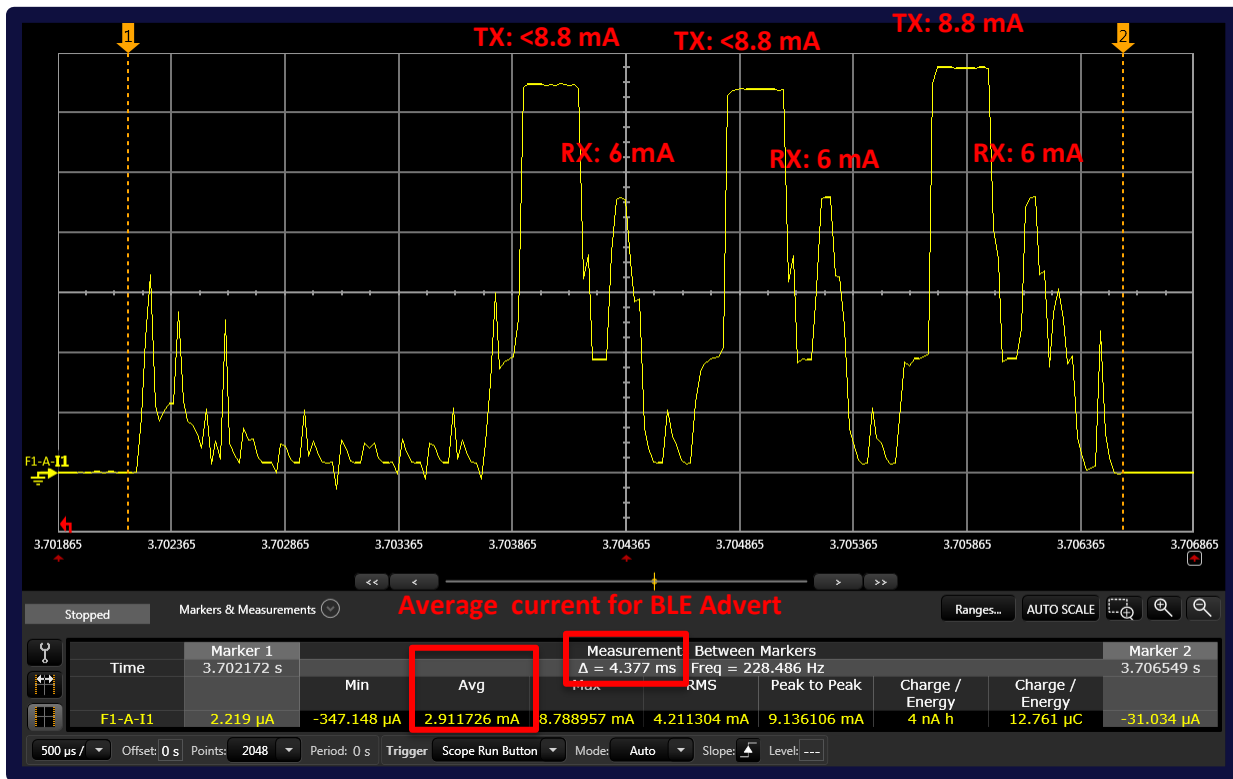 TX: <8.8 mA TX: <8.8 mA TX: 8.8 mA
1 2
RX: 6 mA RX: 6 mA RX: 6 mA
F1-A-I1
3.701865 3.702365 3.702865 3.703365 3.703865 3.704365 3.704865 3.705365 3.705865 3.706365 3.706865
<< < > >>
Stopped Markers & Measurements Average current for BLE Advert Ranges... AUTO SCALE
Marker 1 Measurement Between Markers Marker 2
Time 3.702172 s Δ = 4.377 ms Freq = 228.486 Hz 3.706549 s
Min Avg Max RMS Peak to Peak Charge / Energy Charge / Energy
F1-A-I1 2.219 µA -347.148 µA 2.911726 mA 8.788957 mA 4.211304 mA 9.136106 mA 4 nA h 12.761 µC -31.034 µA
500 µs / Offset: 0 s Points: 2048 Period: 0 s Trigger Scope Run Button Mode: Auto Slope: Level: ---